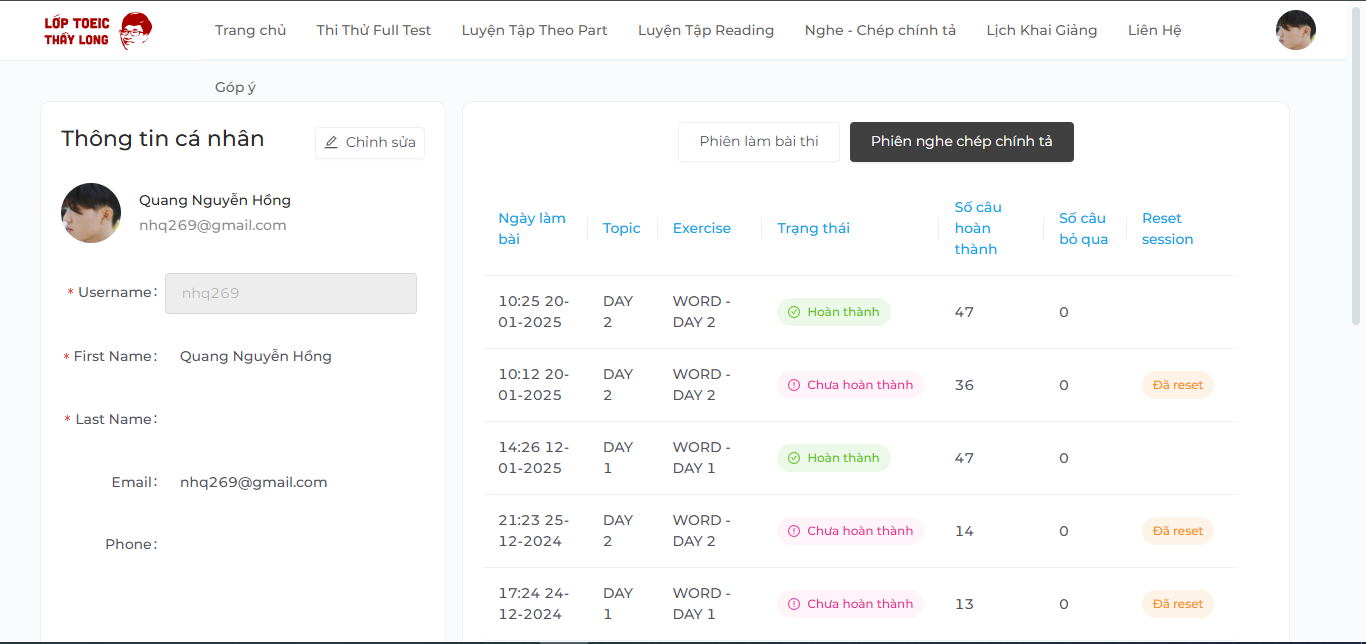 LỚP TOEIC
THẦY LONG
Trang chủ
Thi Thử Full Test
Luyện Tập Theo Part
Luyện Tập Reading
Nghe - Chép chính tả
Lịch Khai Giảng
Liên Hệ
Góp ý
Thông tin cá nhân
Chỉnh sửa
Quang Nguyễn Hồng
nhq269@gmail.com
* Username:
nhq269
* First Name:
Quang Nguyễn Hồng
* Last Name:
Email:
nhq269@gmail.com
Phone:
Phiên làm bài thi
Phiên nghe chép chính tả
Ngày làm
bài
Topic
Exercise
Trạng thái
Số câu
hoàn
thành
Số câu
bỏ qua
Reset
session
10:25 20-
01-2025
DAY
2
WORD -
DAY 2
Hoàn thành
47
0
10:12 20-
01-2025
DAY
2
WORD -
DAY 2
Chưa hoàn thành
36
0
Đã reset
14:26 12-
01-2025
DAY
1
WORD -
DAY 1
Hoàn thành
47
0
21:23 25-
12-2024
DAY
2
WORD -
DAY 2
Chưa hoàn thành
14
0
Đã reset
17:24 24-
12-2024
DAY
1
WORD -
DAY 1
Chưa hoàn thành
13
0
Đã reset